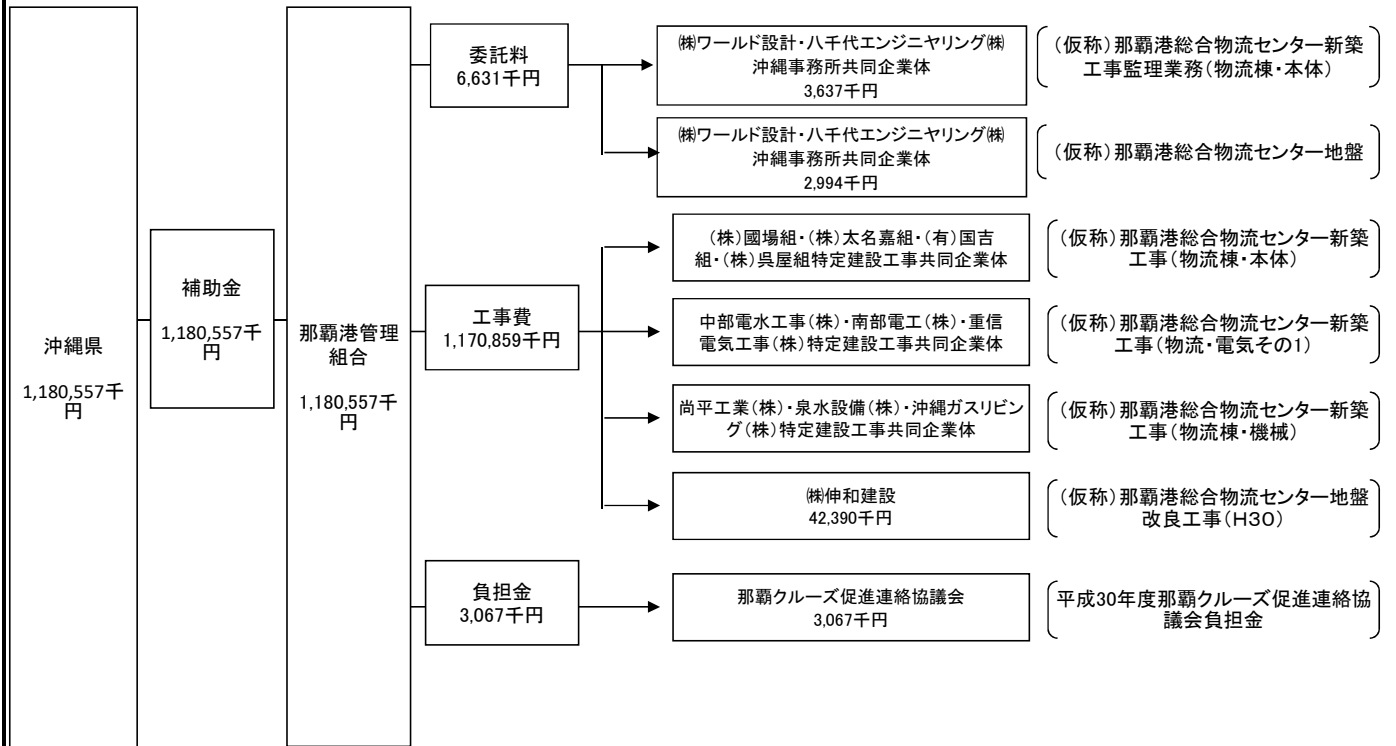 沖縄県
1,180,557千
円
補助金
1,180,557千
円
那覇港管理
組合
1,180,557千
円
委託料
6,631千円
㈱ワールド設計・八千代エンジニヤリング㈱
沖縄事務所共同企業体
3,637千円
(仮称)那覇港総合物流センター新築
工事監理業務(物流棟・本体)
㈱ワールド設計・八千代エンジニヤリング㈱
沖縄事務所共同企業体
2,994千円
(仮称)那覇港総合物流センター地盤
工事費
1,170,859千円
(株)國場組・(株)太名嘉組・(有)国吉
組・(株)呉屋組特定建設工事共同企業体
(仮称)那覇港総合物流センター新築
工事(物流棟・本体)
中部電水工事(株)・南部電工(株)・重信
電気工事(株)特定建設工事共同企業体
(仮称)那覇港総合物流センター新築
工事(物流・電気その1)
尚平工業(株)・泉水設備(株)・沖縄ガスリビン
グ(株)特定建設工事共同企業体
(仮称)那覇港総合物流センター新築
工事(物流棟・機械)
㈱伸和建設
42,390千円
(仮称)那覇港総合物流センター地盤
改良工事(H30)
負担金
3,067千円
那覇クルーズ促進連絡協議会
3,067千円
平成30年度那覇クルーズ促進連絡協
議会負担金